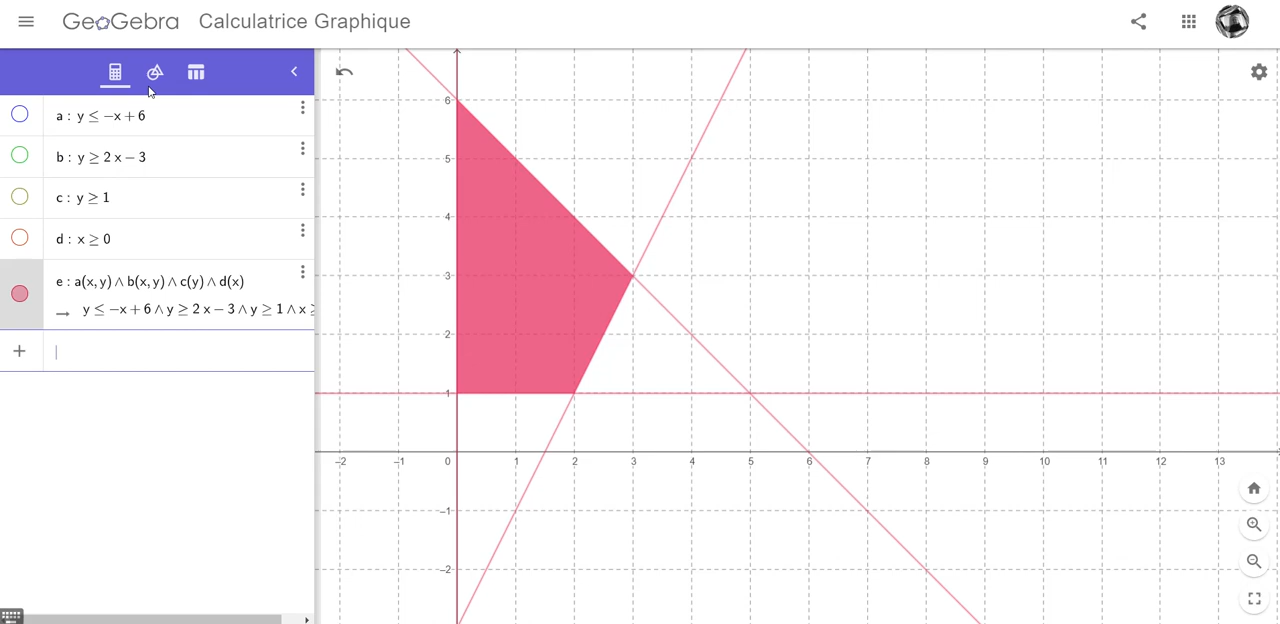 GeoGebra Calculatrice Graphique
a : y ≤ −x + 6
b : y ≥ 2 x − 3
c : y ≥ 1
d : x ≥ 0
e : a(x, y) ∧ b(x, y) ∧ c(y) ∧ d(x)
→ y ≤ −x + 6 ∧ y ≥ 2 x − 3 ∧ y ≥ 1 ∧ x ≥
6
5
4
3
2
1
−2 −1 0 1 2 3 4 5 6 7 8 9 10 11 12 13
−1
−2